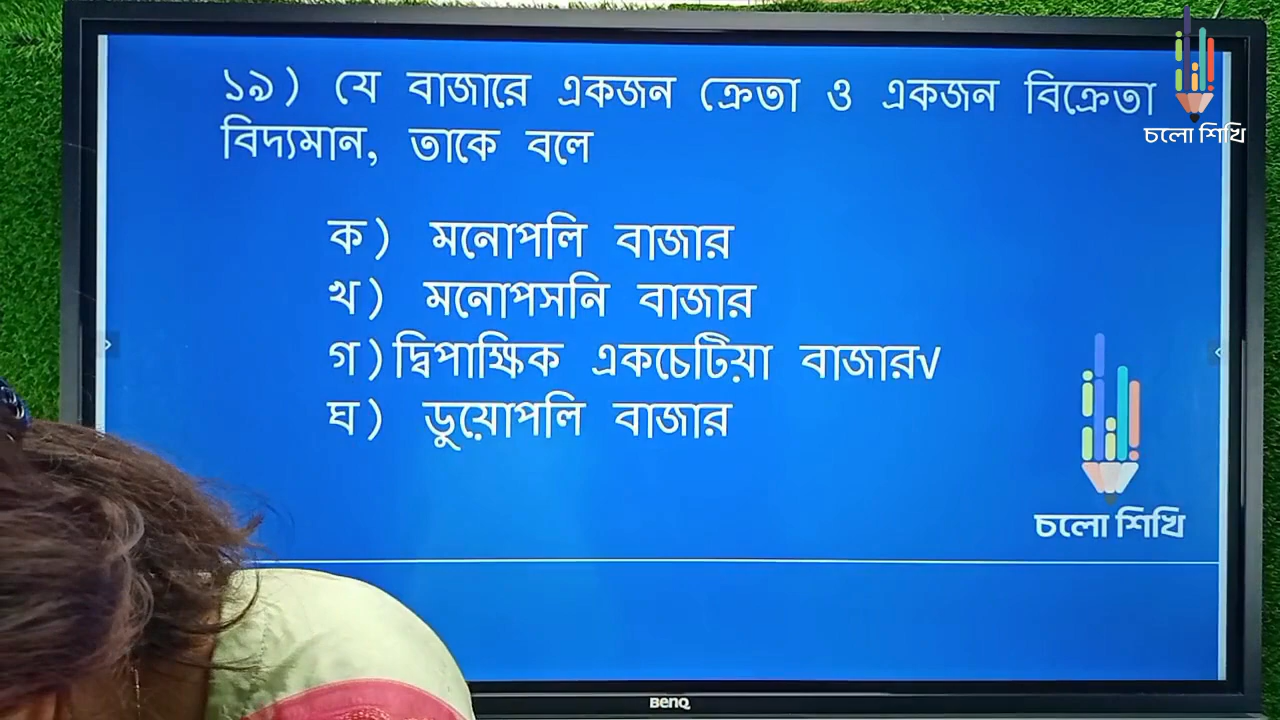 ১৯) যে বাজারে একজন ক্রেতা ও একজন বিক্রেতা
বিদ্যমান, তাকে বলে
ক) মনোপলি বাজার
খ) মনোপসনি বাজার
গ)দ্বিপাক্ষিক একচেটিয়া বাজার√
ঘ) ডুয়োপলি বাজার
চলো শিখি
চলো শিখি
BenQ